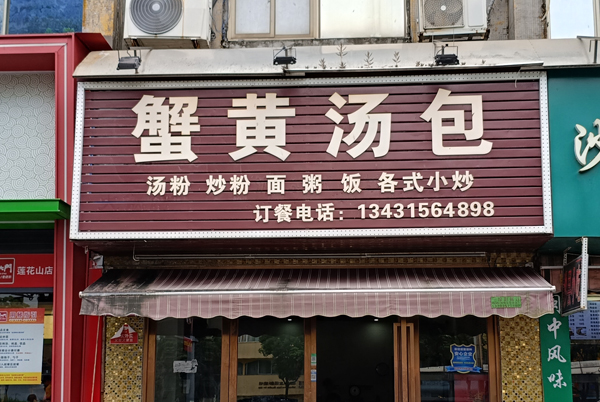 蟹黄汤包
汤粉 炒粉 面 粥 饭 各式小炒
订餐电话：13431564898
莲花山店
中风味